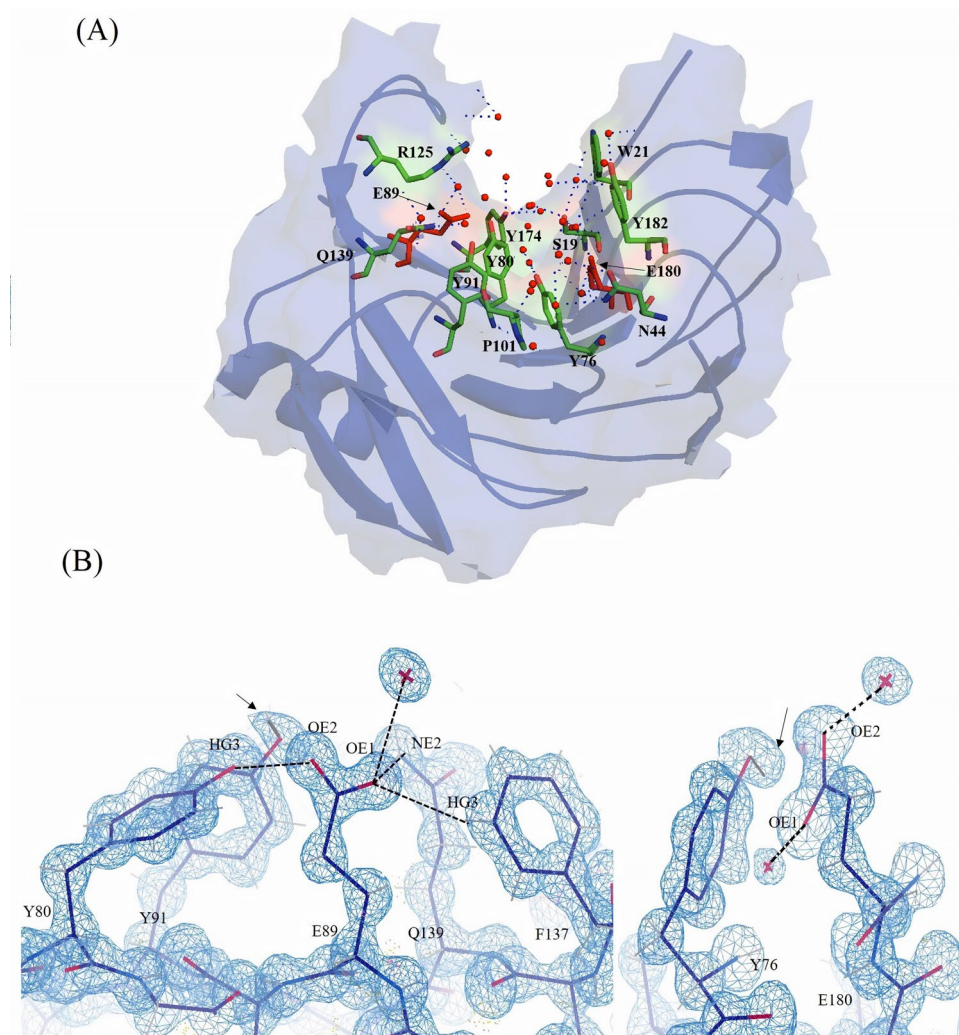 (A)
R125
W21
E89
Y182
Y174
S19
Q139
Y80
E180
Y91
N44
P101
Y76
(B)
HG3
OE2
OE1
NE2
HG3
OE2
OE1
Y80
Y91
E89
Q139
F137
Y76
E180